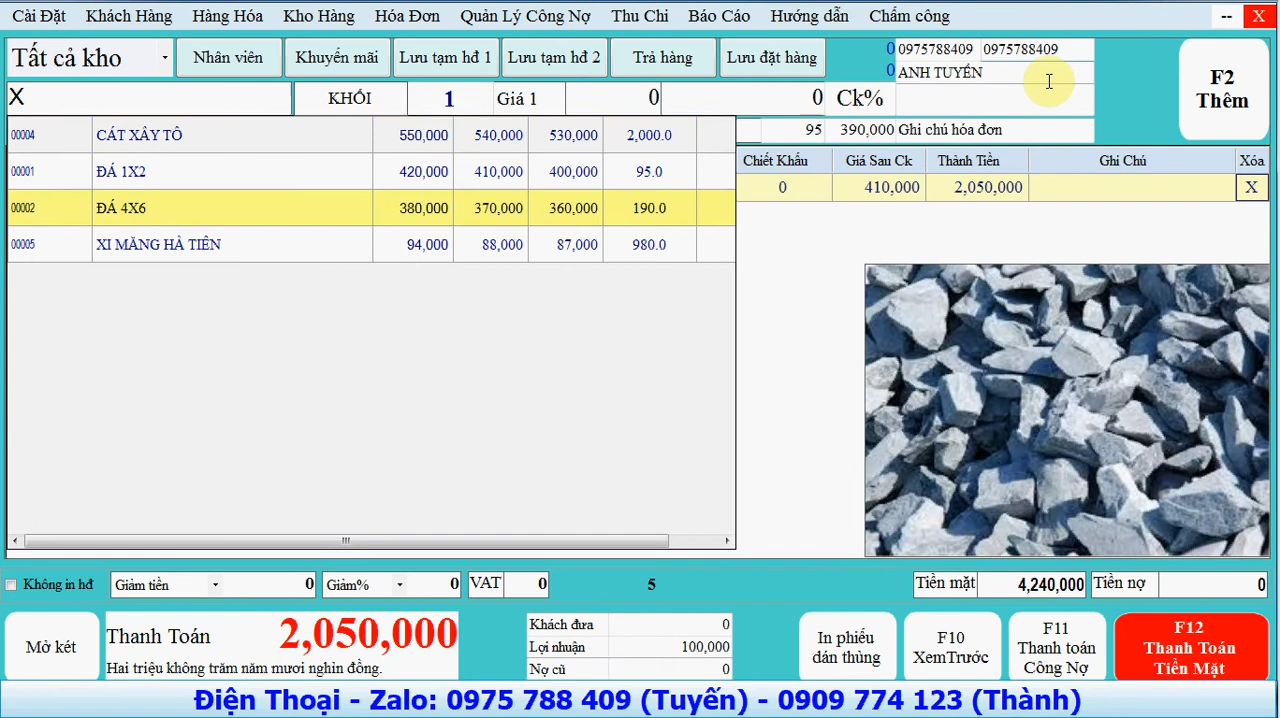 Cài Đặt Khách Hàng Hàng Hóa Kho Hàng Hóa Đơn Quản Lý Công Nợ Thu Chi Báo Cáo Hướng dẫn Chấm công -- X
Tất cả kho Nhân viên Khuyến mãi Lưu tạm hđ 1 Lưu tạm hđ 2 Trả hàng Lưu đặt hàng
0 0975788409 0975788409
0 ANH TUYẾN
F2
Thêm
X KHỐI 1 Giá 1 0 0 Ck%
95 390,000 Ghi chú hóa đơn
00004 CÁT XÂY TÔ 550,000 540,000 530,000 2,000.0
00001 ĐÁ 1X2 420,000 410,000 400,000 95.0
00002 ĐÁ 4X6 380,000 370,000 360,000 190.0
00005 XI MĂNG HÀ TIÊN 94,000 88,000 87,000 980.0
Chiết Khấu Giá Sau Ck Thành Tiền Ghi Chú Xóa
0 410,000 2,050,000 X
Không in hđ Giảm tiền 0 Giảm% 0 VAT 0 5 Tiền mặt 4,240,000 Tiền nợ 0
Mở két
Thanh Toán 2,050,000
Hai triệu không trăm năm mươi nghìn đồng.
Khách đưa 0
Lợi nhuận 100,000
Nợ cũ 0
In phiếu
dán thùng
F10
XemTrước
F11
Thanh toán
Công Nợ
F12
Thanh Toán
Tiền Mặt
Điện Thoại - Zalo: 0975 788 409 (Tuyến) - 0909 774 123 (Thành)